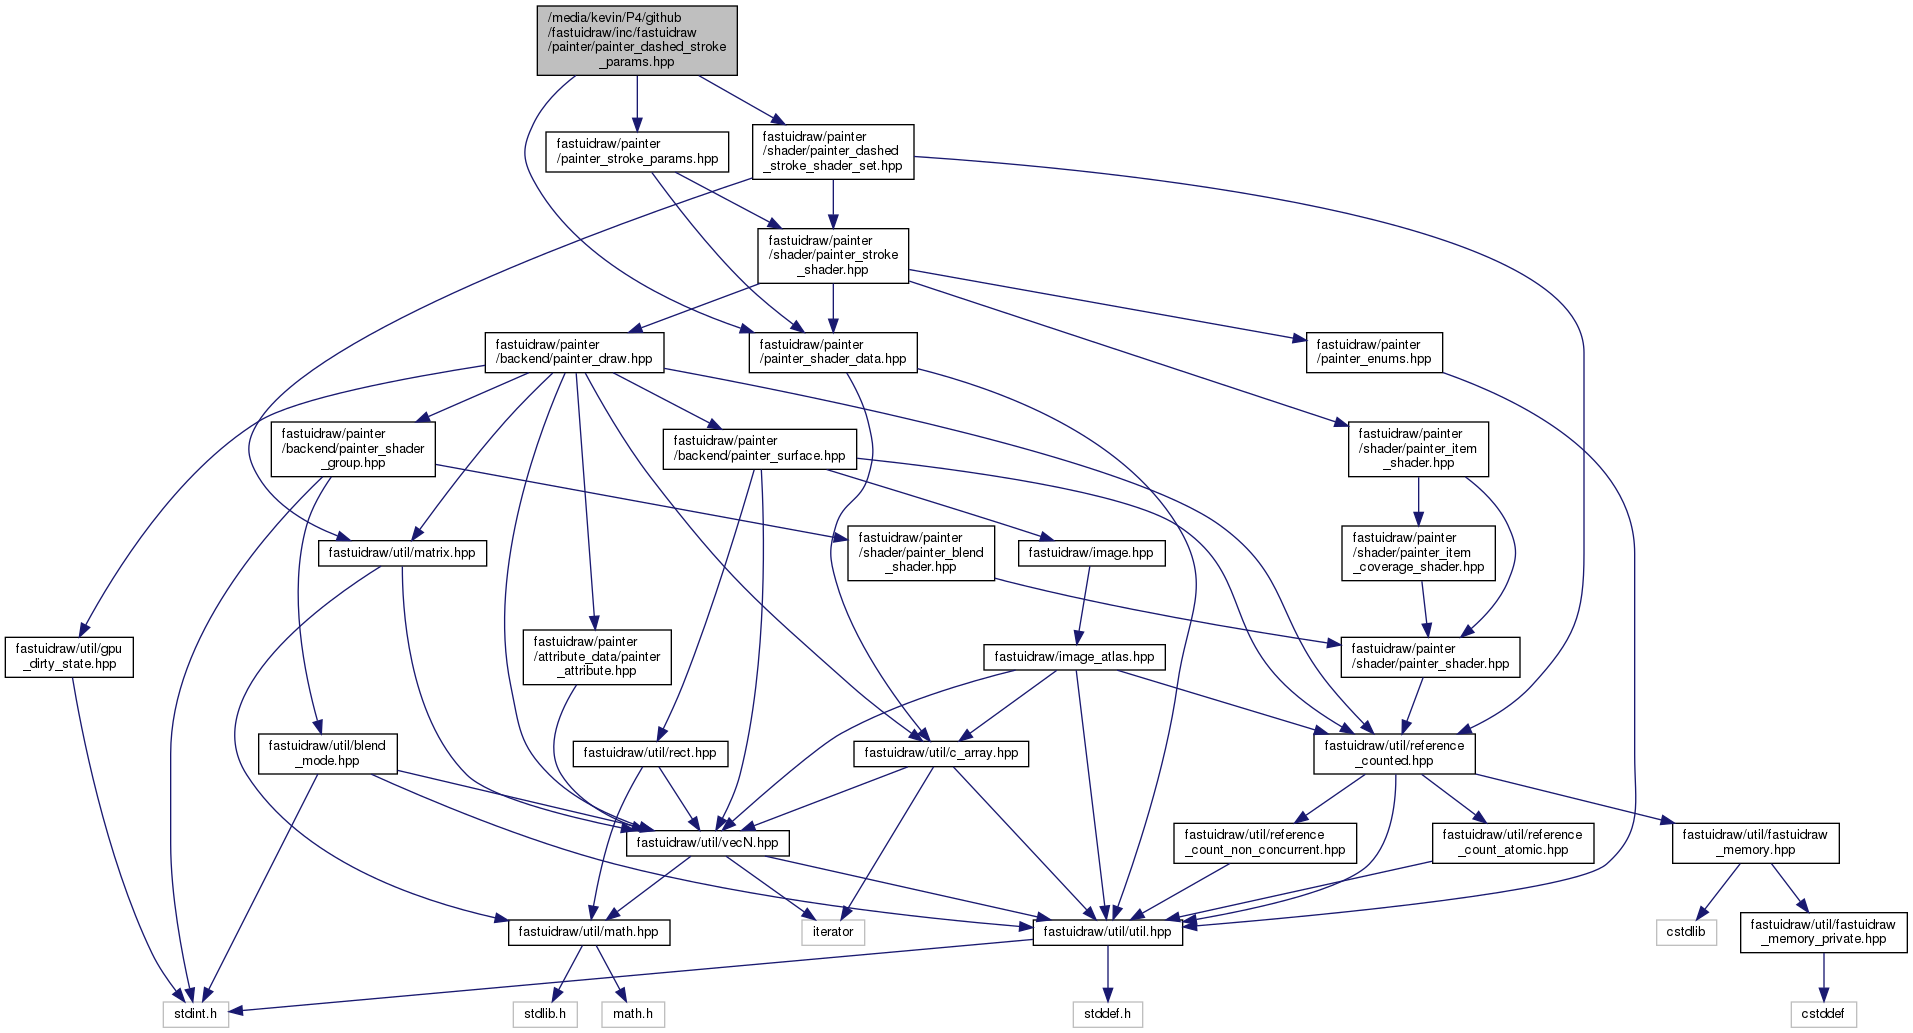 /media/kevin/P4/github
/fastuidraw/inc/fastuidraw
/painter/painter_dashed_stroke
_params.hpp
fastuidraw/painter
/painter_stroke_params.hpp
fastuidraw/painter
/shader/painter_dashed
_stroke_shader_set.hpp
fastuidraw/painter
/shader/painter_stroke
_shader.hpp
fastuidraw/painter
/backend/painter_draw.hpp
fastuidraw/painter
/painter_shader_data.hpp
fastuidraw/painter
/painter_enums.hpp
fastuidraw/painter
/backend/painter_shader
_group.hpp
fastuidraw/painter
/backend/painter_surface.hpp
fastuidraw/painter
/shader/painter_item
_shader.hpp
fastuidraw/util/matrix.hpp
fastuidraw/painter
/shader/painter_blend
_shader.hpp
fastuidraw/image.hpp
fastuidraw/painter
/shader/painter_item
_coverage_shader.hpp
fastuidraw/util/gpu
_dirty_state.hpp
fastuidraw/painter
/attribute_data/painter
_attribute.hpp
fastuidraw/image_atlas.hpp
fastuidraw/painter
/shader/painter_shader.hpp
fastuidraw/util/blend
_mode.hpp
fastuidraw/util/rect.hpp
fastuidraw/util/c_array.hpp
fastuidraw/util/reference
_counted.hpp
fastuidraw/util/vecN.hpp
fastuidraw/util/reference
_count_non_concurrent.hpp
fastuidraw/util/reference
_count_atomic.hpp
fastuidraw/util/fastuidraw
_memory.hpp
fastuidraw/util/math.hpp
iterator
fastuidraw/util/util.hpp
cstdlib
fastuidraw/util/fastuidraw
_memory_private.hpp
stdint.h
stdlib.h
math.h
stddef.h
cstddef